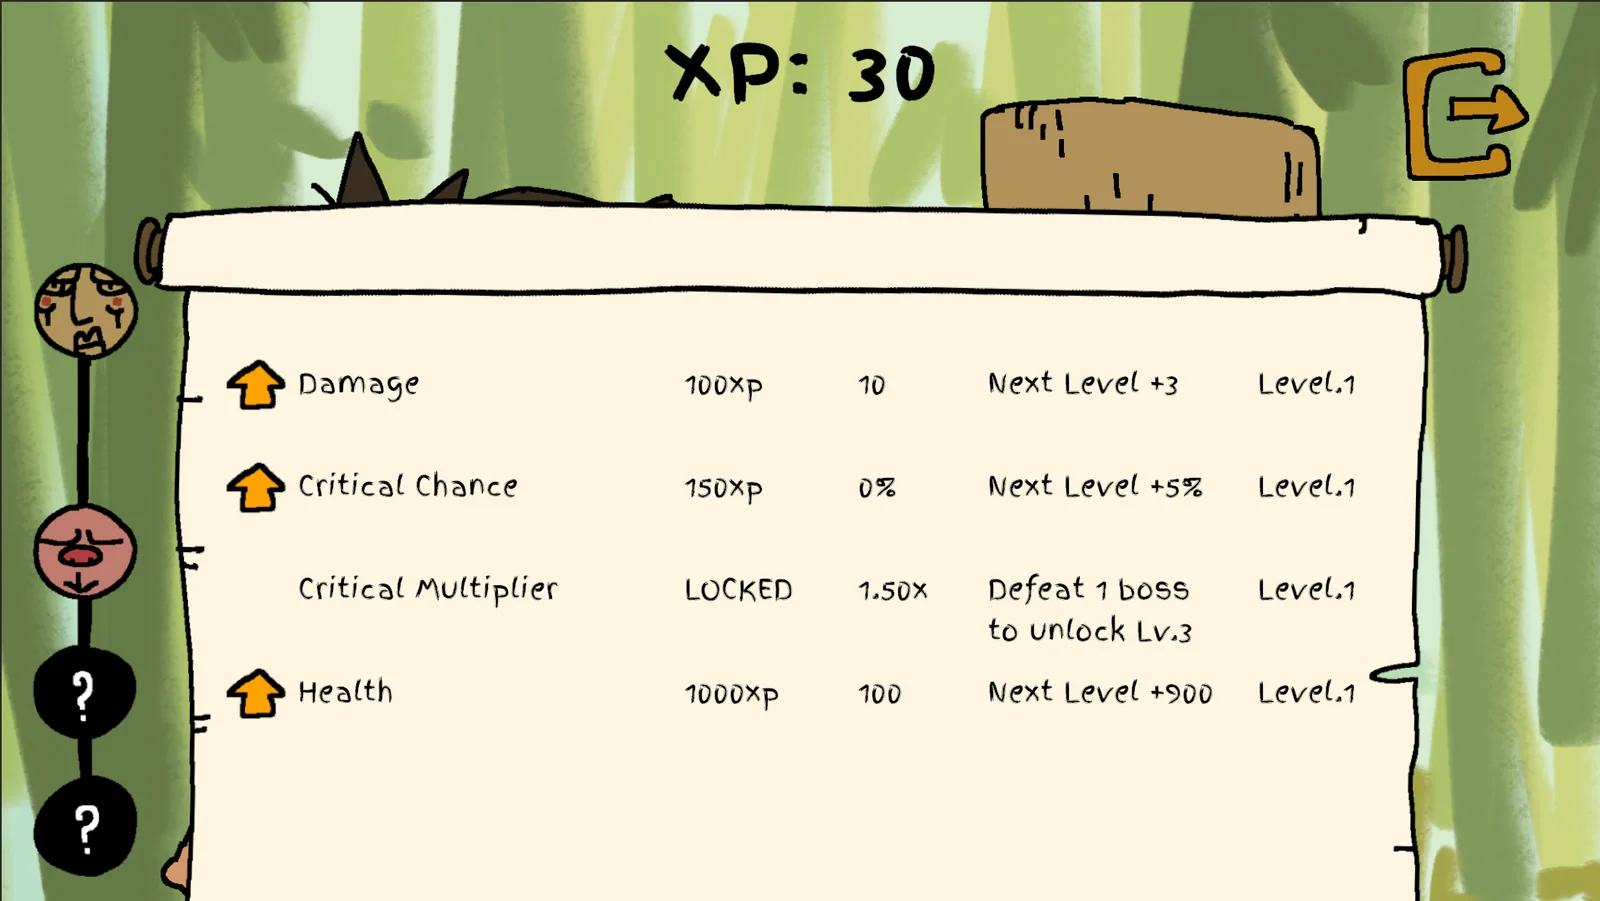 XP: 30
Damage 100xp 10 Next Level +3 Level.1
Critical Chance 150xp 0% Next Level +5% Level.1
Critical Multiplier LOCKED 1.50x Defeat 1 boss Level.1
to unlock Lv.3
Health 1000xp 100 Next Level +900 Level.1
?
?